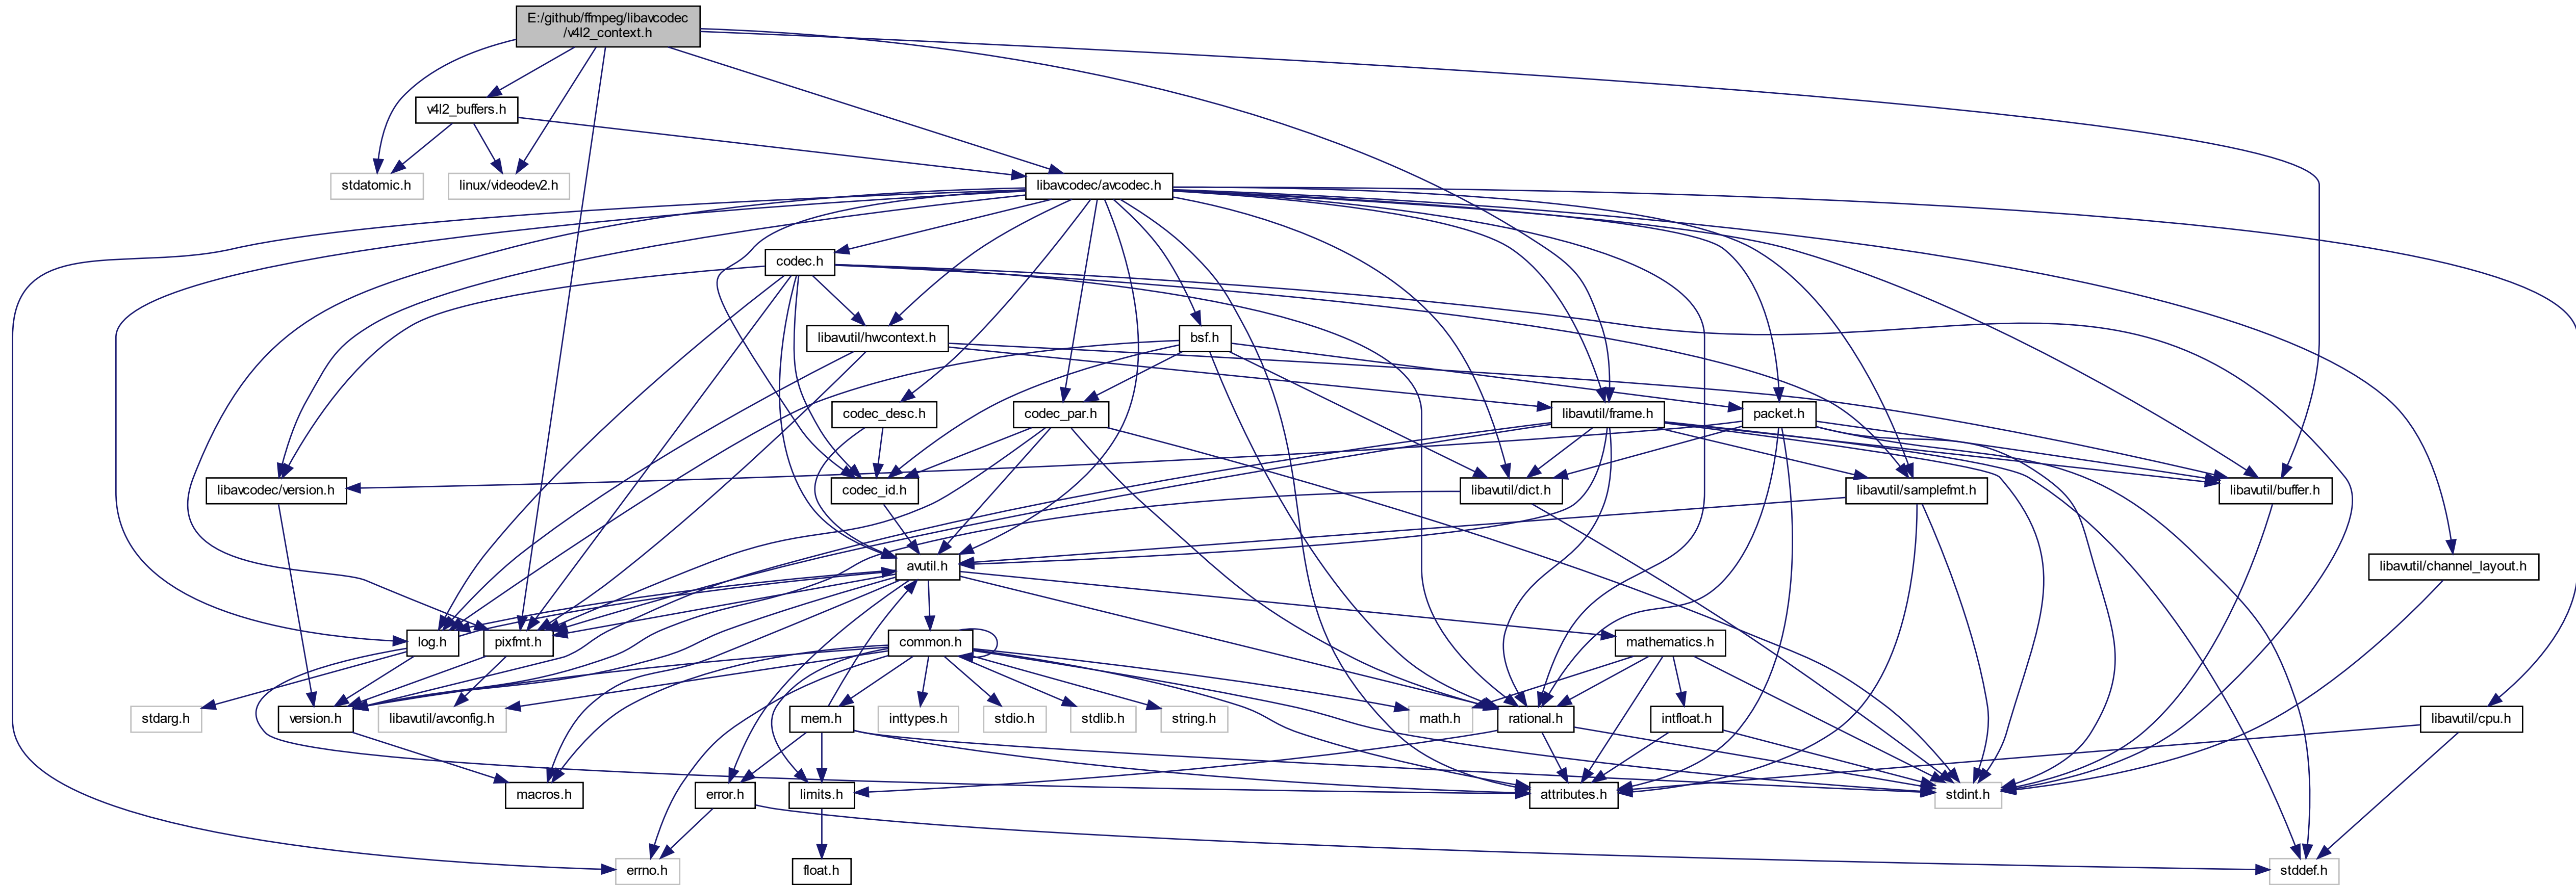 E:/github/ffmpeg/libavcodec
/v4l2_context.h
v4l2_buffers.h
stdatomic.h
linux/videodev2.h
libavcodec/avcodec.h
codec.h
libavutil/hwcontext.h
bsf.h
codec_desc.h
codec_par.h
libavutil/frame.h
packet.h
libavcodec/version.h
codec_id.h
libavutil/dict.h
libavutil/samplefmt.h
libavutil/buffer.h
avutil.h
libavutil/channel_layout.h
log.h
pixfmt.h
common.h
mathematics.h
stdarg.h
version.h
libavutil/avconfig.h
mem.h
inttypes.h
stdio.h
stdlib.h
string.h
math.h
rational.h
intfloat.h
libavutil/cpu.h
macros.h
error.h
limits.h
attributes.h
stdint.h
errno.h
float.h
stddef.h